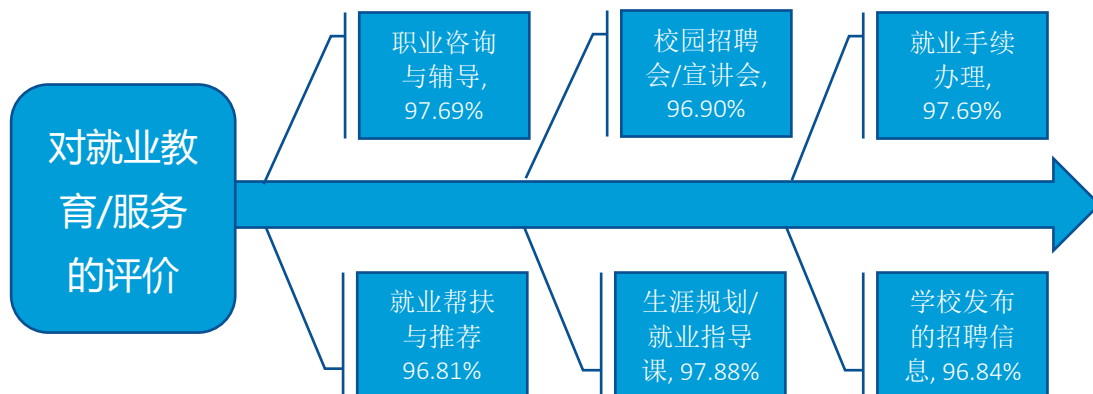 对就业教
育/服务
的评价
职业咨询
与辅导,
97.69%
校园招聘
会/宣讲会,
96.90%
就业手续
办理,
97.69%
就业帮扶
与推荐
96.81%
生涯规划/
就业指导
课, 97.88%
学校发布
的招聘信
息, 96.84%